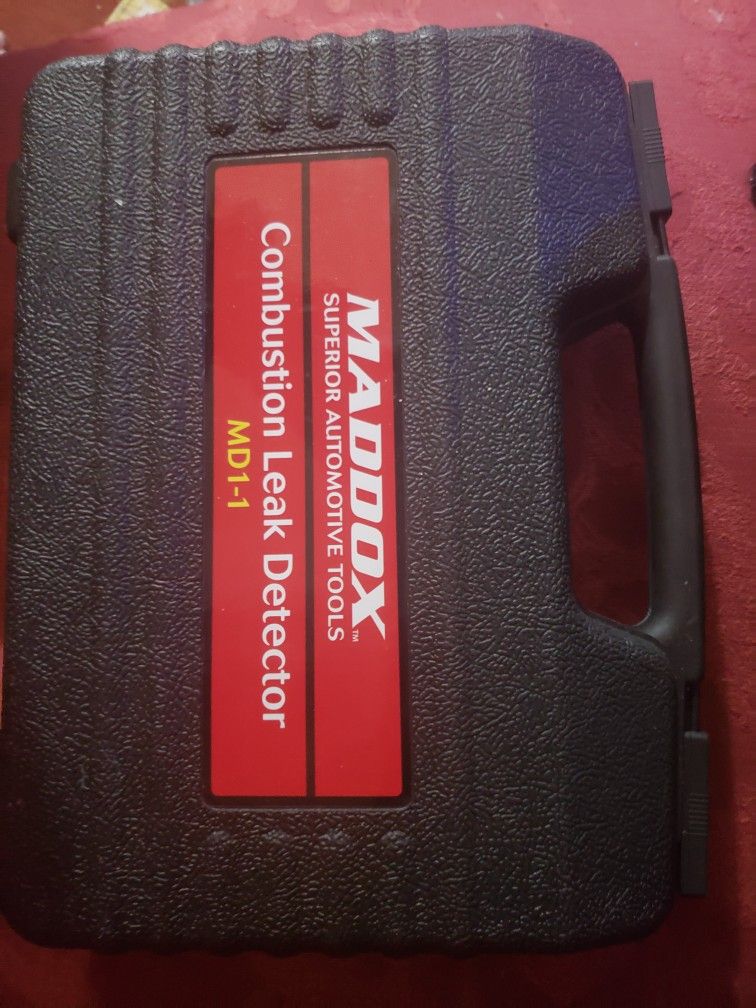 MADDOX™
SUPERIOR AUTOMOTIVE TOOLS
Combustion Leak Detector
MD1-1